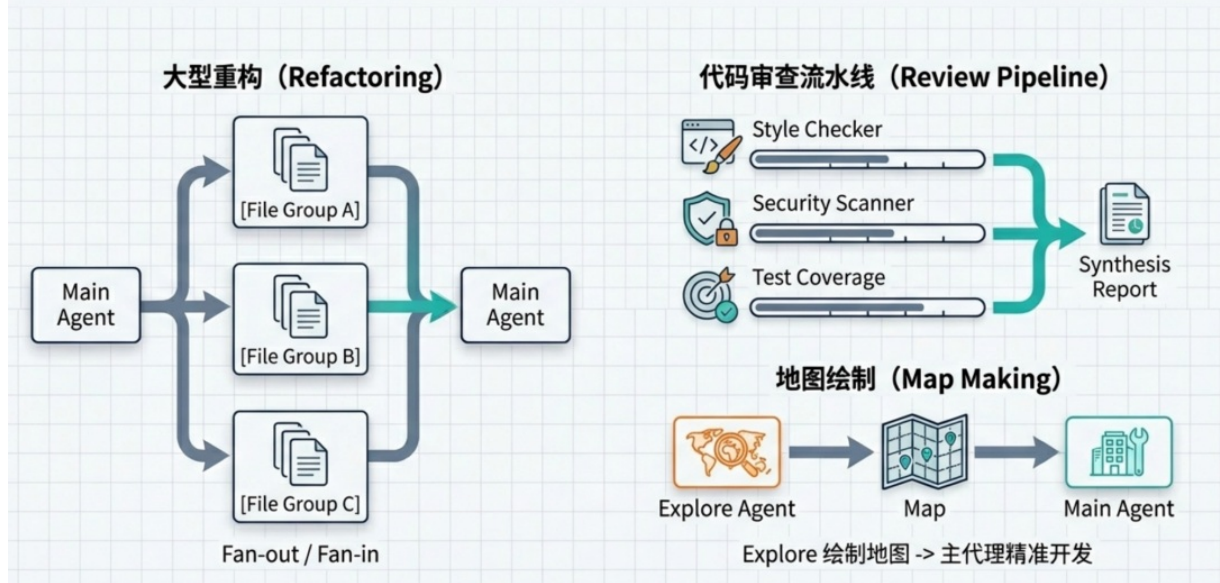 大型重构（Refactoring）
[File Group A]
Main
Agent
[File Group B]
Main
Agent
[File Group C]
Fan-out / Fan-in
代码审查流水线（Review Pipeline）
</>
Style Checker
Security Scanner
Test Coverage
Synthesis
Report
地图绘制（Map Making）
Explore Agent
Map
Main Agent
Explore 绘制地图 -> 主代理精准开发